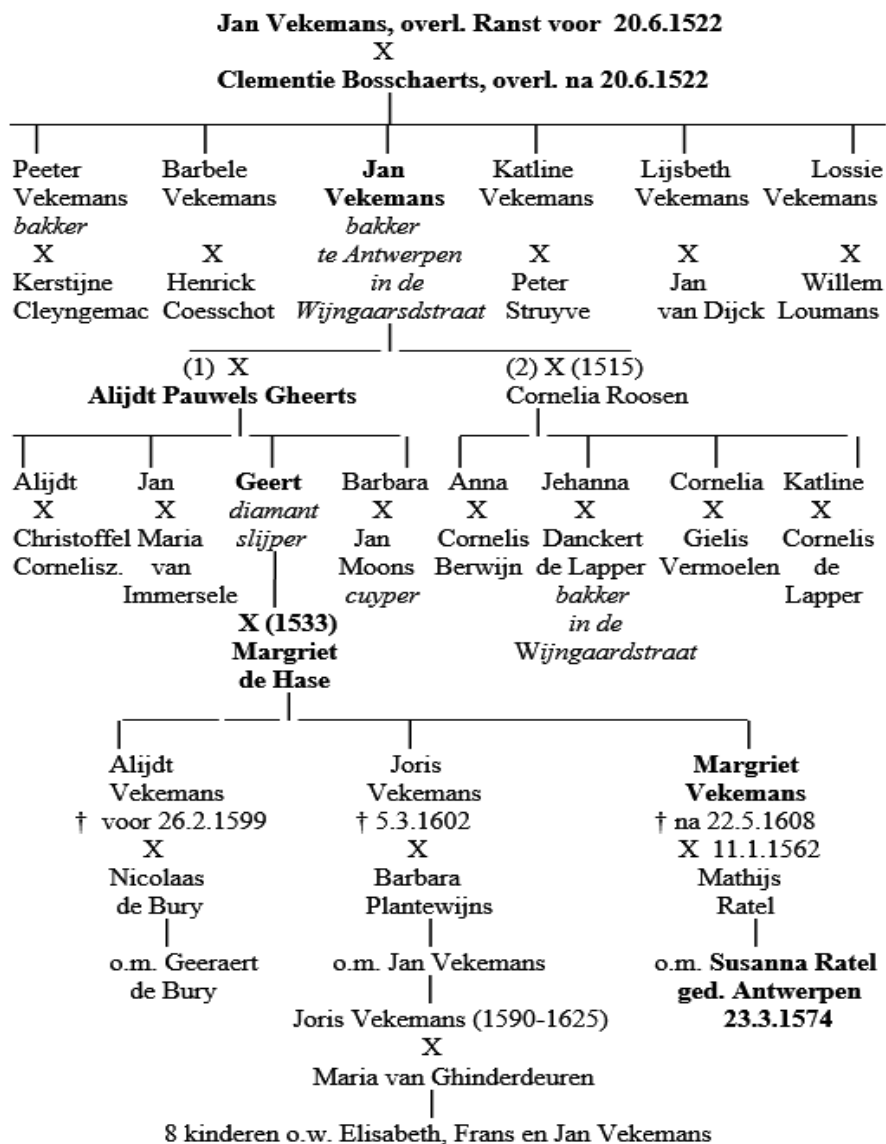 Jan Vekemans, overl. Ranst voor 20.6.1522
X
Clementie Bosschaerts, overl. na 20.6.1522
Peeter Barbele Jan Katline Lijsbeth Lossie
Vekemans Vekemans Vekemans Vekemans Vekemans Vekemans
bakker bakker
X X te Antwerpen X X X
Kerstijne Henrick in de Peter Jan Willem
Cleyngemac Coesschot Wijngaarsdstraat Struyve van Dijck Loumans
(1) X (2) X (1515)
Alijdt Pauwels Gheerts Cornelia Roosen
Alijdt Jan Geert Barbara Anna Jehanna Cornelia Katline
X X diamant X X X X X
Christoffel Maria slijper Jan Cornelis Danckert Gielis Cornelis
Cornelisz. van Moons Berwijn de Lapper Vermoelen de
Immersele cuyper bakker Lapper
X (1533) in de
Margriet Wijngaardstraat
de Hase
Alijdt Joris Margriet
Vekemans Vekemans Vekemans
† voor 26.2.1599 † 5.3.1602 † na 22.5.1608
X X X 11.1.1562
Nicolaas Barbara Mathijs
de Bury Plantewijns Ratel
o.m. Geeraert o.m. Jan Vekemans o.m. Susanna Ratel
de Bury ged. Antwerpen
Joris Vekemans (1590-1625) 23.3.1574
X
Maria van Ghinderdeuren
8 kinderen o.w. Elisabeth, Frans en Jan Vekemans